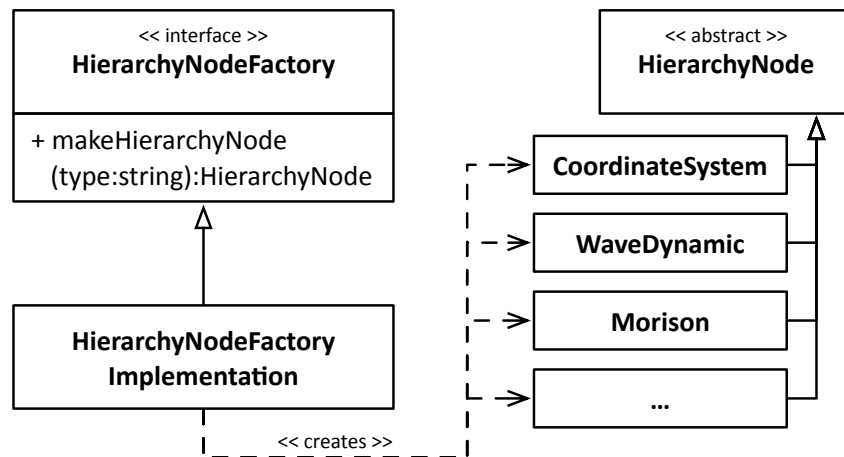 << interface >>
HierarchyNodeFactory
+ makeHierarchyNode
(type:string):HierarchyNode
HierarchyNodeFactory
Implementation
<< creates >>
<< abstract >>
HierarchyNode
CoordinateSystem
WaveDynamic
Morison
...